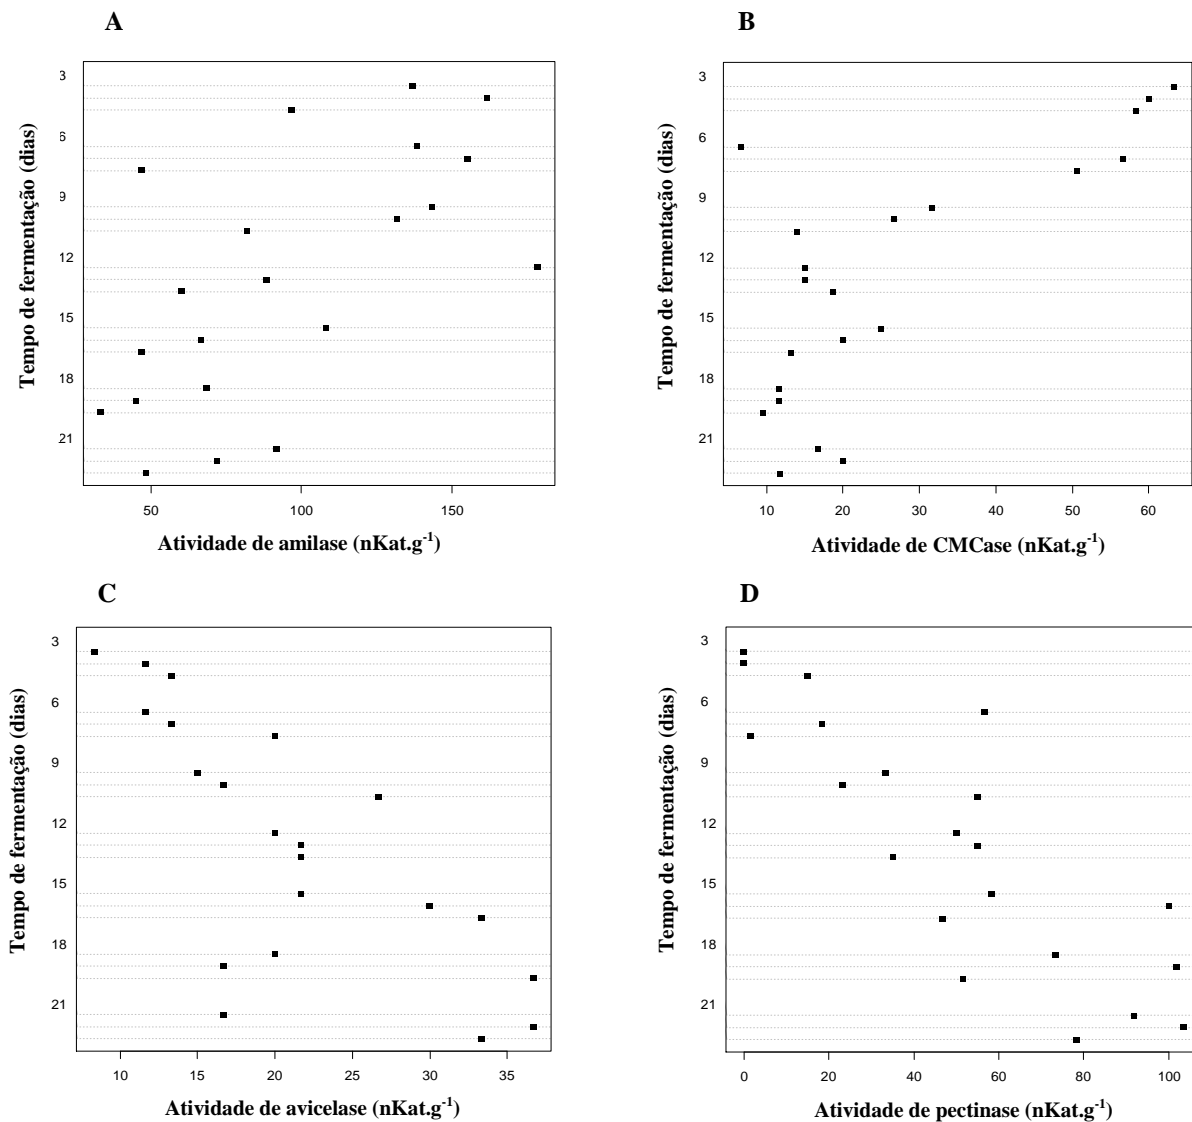 A
3
6
9
12
15
18
21
Tempo de fermentação (dias)
50 100 150
Atividade de amilase (nKat.g⁻¹)
B
3
6
9
12
15
18
21
Tempo de fermentação (dias)
10 20 30 40 50 60
Atividade de CMCase (nKat.g⁻¹)
C
3
6
9
12
15
18
21
Tempo de fermentação (dias)
10 15 20 25 30 35
Atividade de avicelase (nKat.g⁻¹)
D
3
6
9
12
15
18
21
Tempo de fermentação (dias)
0 20 40 60 80 100
Atividade de pectinase (nKat.g⁻¹)